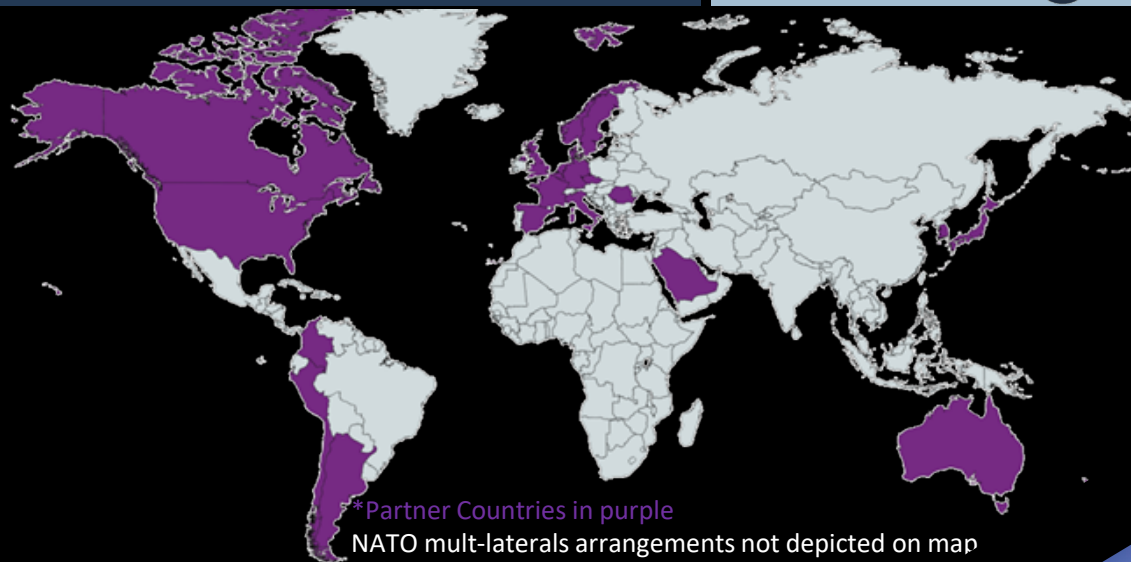 *Partner Countries in purple
NATO mult-laterals arrangements not depicted on map